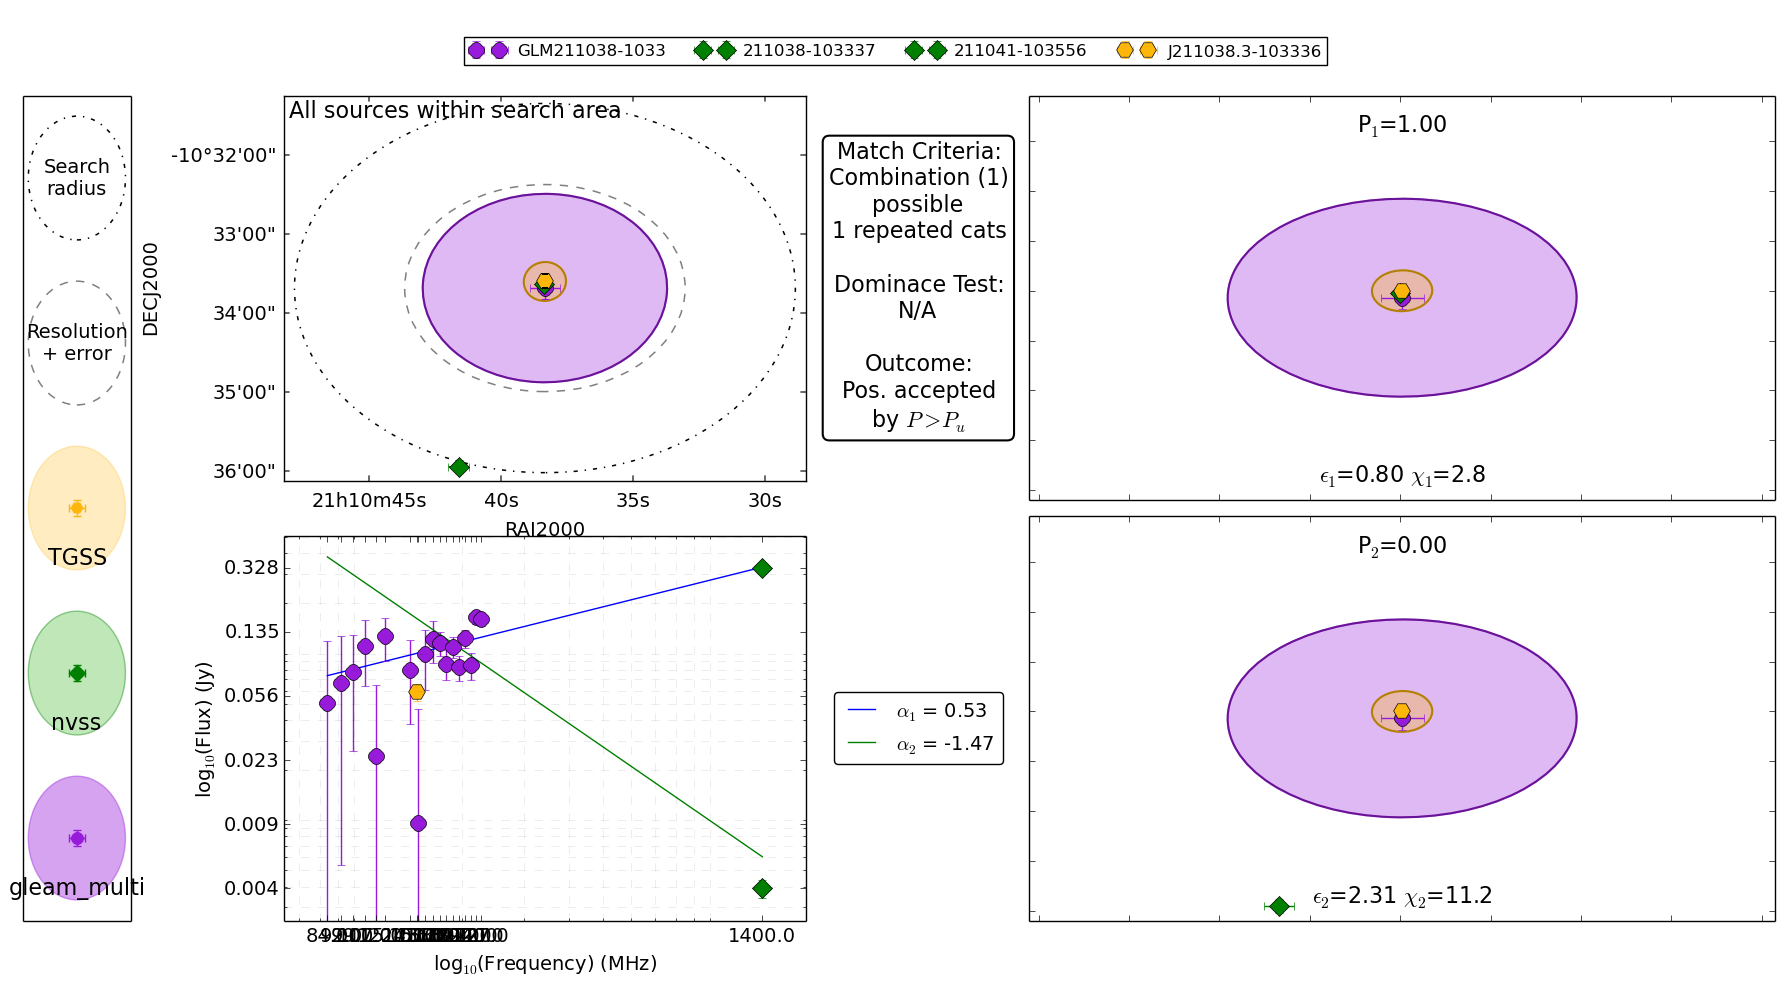 GLM211038-1033 211038-103337 211041-103556 J211038.3-103336
Search
radius
Resolution
+ error
TGSS
nvss
gleam_multi
All sources within search area
DECJ2000
-10°32'00"
33'00"
34'00"
35'00"
36'00"
21h10m45s 40s 35s 30s
RAJ2000
log10(Flux) (Jy)
0.328
0.135
0.056
0.023
0.009
0.004
1400.0
log10(Frequency) (MHz)
Match Criteria:
Combination (1)
possible
1 repeated cats
Dominace Test:
N/A
Outcome:
Pos. accepted
by P>Pu
α1 = 0.53
α2 = -1.47
P1=1.00
ϵ1=0.80 χ1=2.8
P2=0.00
ϵ2=2.31 χ2=11.2